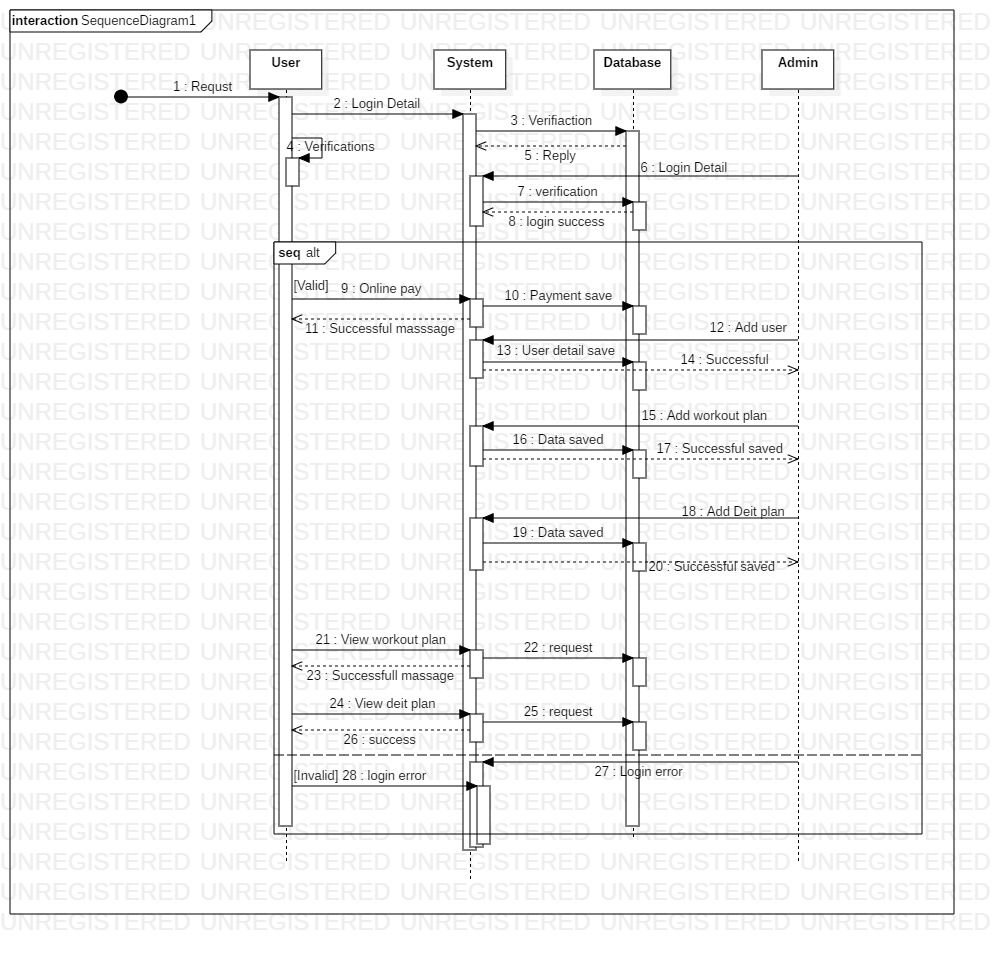 interaction SequenceDiagram1
User
System
Database
Admin
1 : Requst
2 : Login Detail
3 : Verifiaction
4 : Verifications
5 : Reply
6 : Login Detail
7 : verification
8 : login success
seq alt
[Valid]
9 : Online pay
10 : Payment save
11 : Successful masssage
12 : Add user
13 : User detail save
14 : Successful
15 : Add workout plan
16 : Data saved
17 : Successful saved
18 : Add Deit plan
19 : Data saved
20 : Successful saved
21 : View workout plan
22 : request
23 : Successfull massage
24 : View deit plan
25 : request
26 : success
27 : Login error
[Invalid]
28 : login error
UNREGISTERED